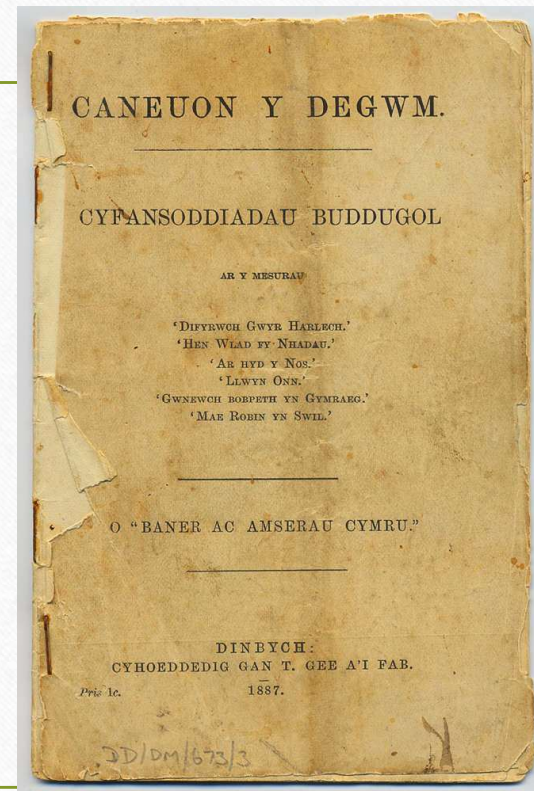 CANEUON Y DEGWM.
CYFANSODDIADAU BUDDUGOL
AR Y MESURAU
'DIFYRWCH GWYR HARLECH.'
'HEN WLAD FY NHADAU.'
'AR HYD Y NOS.'
'LLWYN ONN.'
'GWNEWCH BOBPETH YN GYMRAEG.'
'MAE ROBIN YN SWIL.'
O "BANER AC AMSERAU CYMRU."
DINBYCH:
CYHOEDDEDIG GAN T. GEE A'I FAB.
Pris 1c.
1887.
DD/DM/673/3